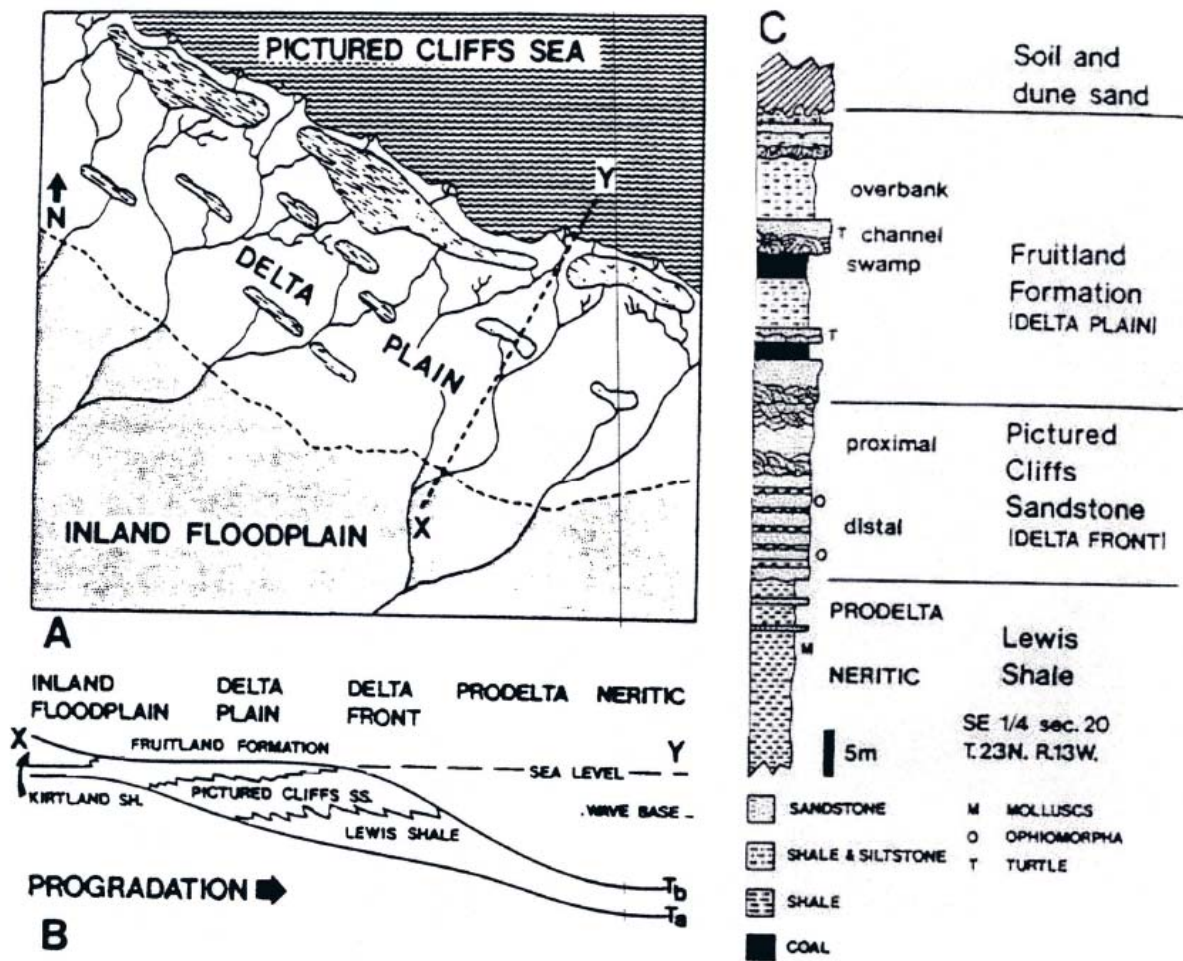 PICTURED CLIFFS SEA
Y
N
DELTA
PLAIN
X
INLAND FLOODPLAIN
A
INLAND
FLOODPLAIN
DELTA
PLAIN
DELTA
FRONT
PRODELTA
NERITIC
X
FRUITLAND FORMATION
Y
SEA LEVEL
KIRTLAND SH.
PICTURED CLIFFS SS.
WAVE BASE
LEWIS SHALE
PROGRADATION
Tb
Ta
B
C
Soil and
dune sand
overbank
T channel
swamp
Fruitland
Formation
(DELTA PLAIN)
T
proximal
Pictured
Cliffs
Sandstone
(DELTA FRONT)
O
distal
O
PRODELTA
M
Lewis
Shale
NERITIC
SE 1/4 sec. 20
T.23N. R.13W.
5m
SANDSTONE
SHALE & SILTSTONE
SHALE
COAL
M MOLLUSCS
O OPHIOMORPHA
T TURTLE